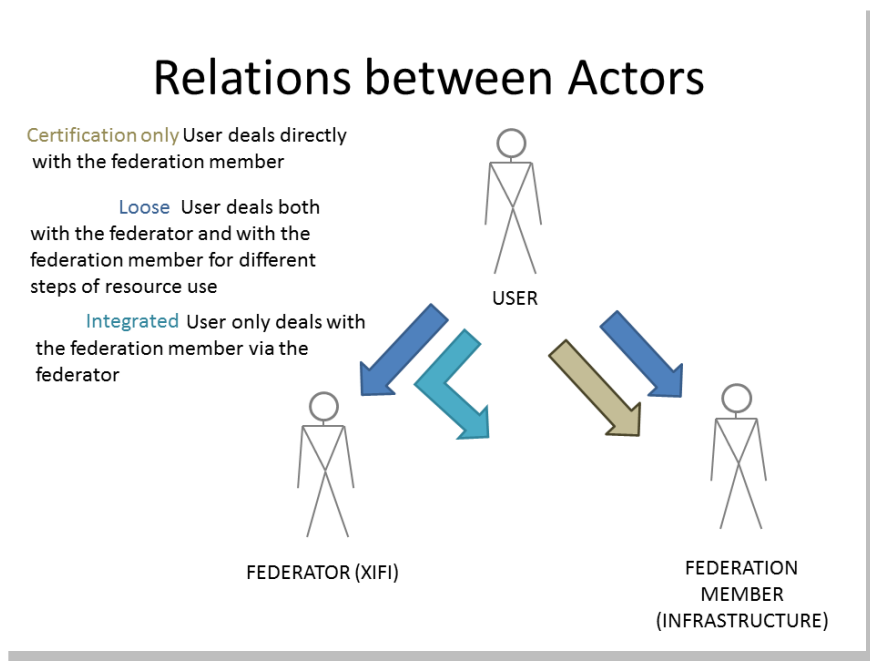 Relations between Actors
Certification only User deals directly
with the federation member
Loose User deals both
with the federator and with the
federation member for different
steps of resource use
Integrated User only deals with
the federation member via the
federator
USER
FEDERATOR (XIFI)
FEDERATION
MEMBER
(INFRASTRUCTURE)